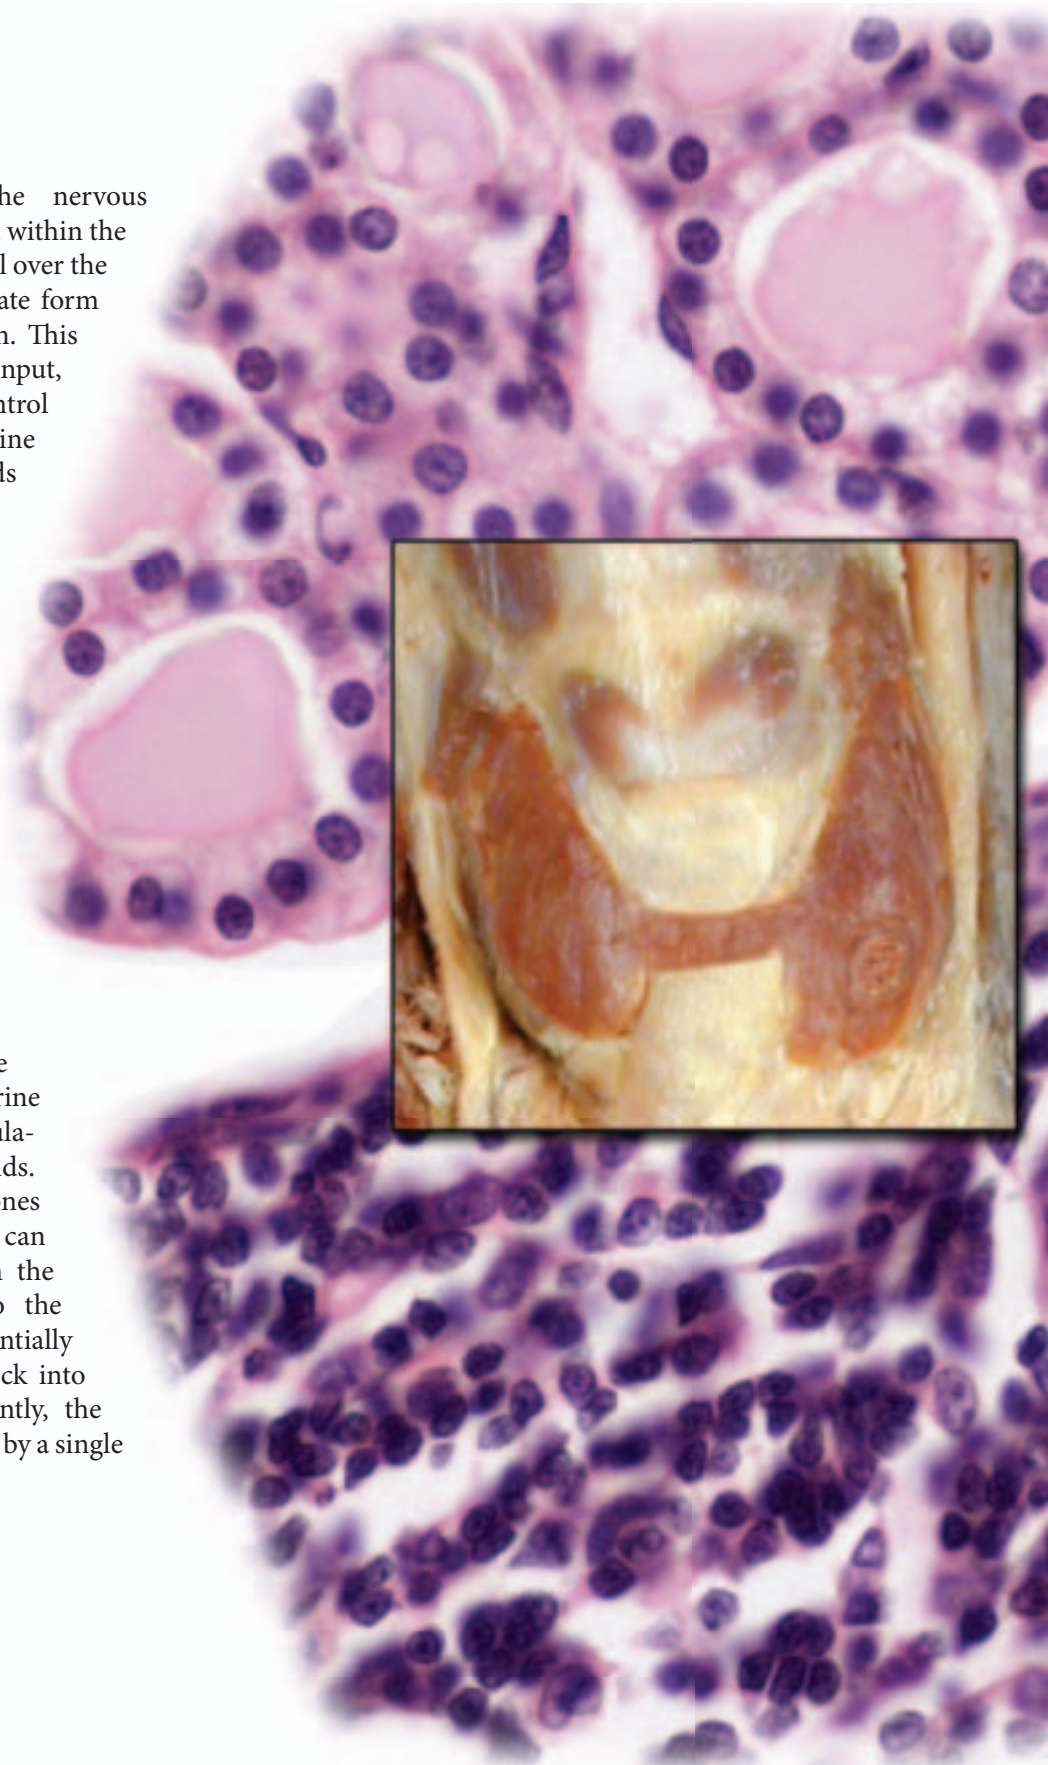 he nervous
within the
l over the
ate form
n. This
nput,
ntrol
ine
ds
e
rine
ula-
ds.
ones
can
n the
o the
ntially
ck into
ntly, the
by a single